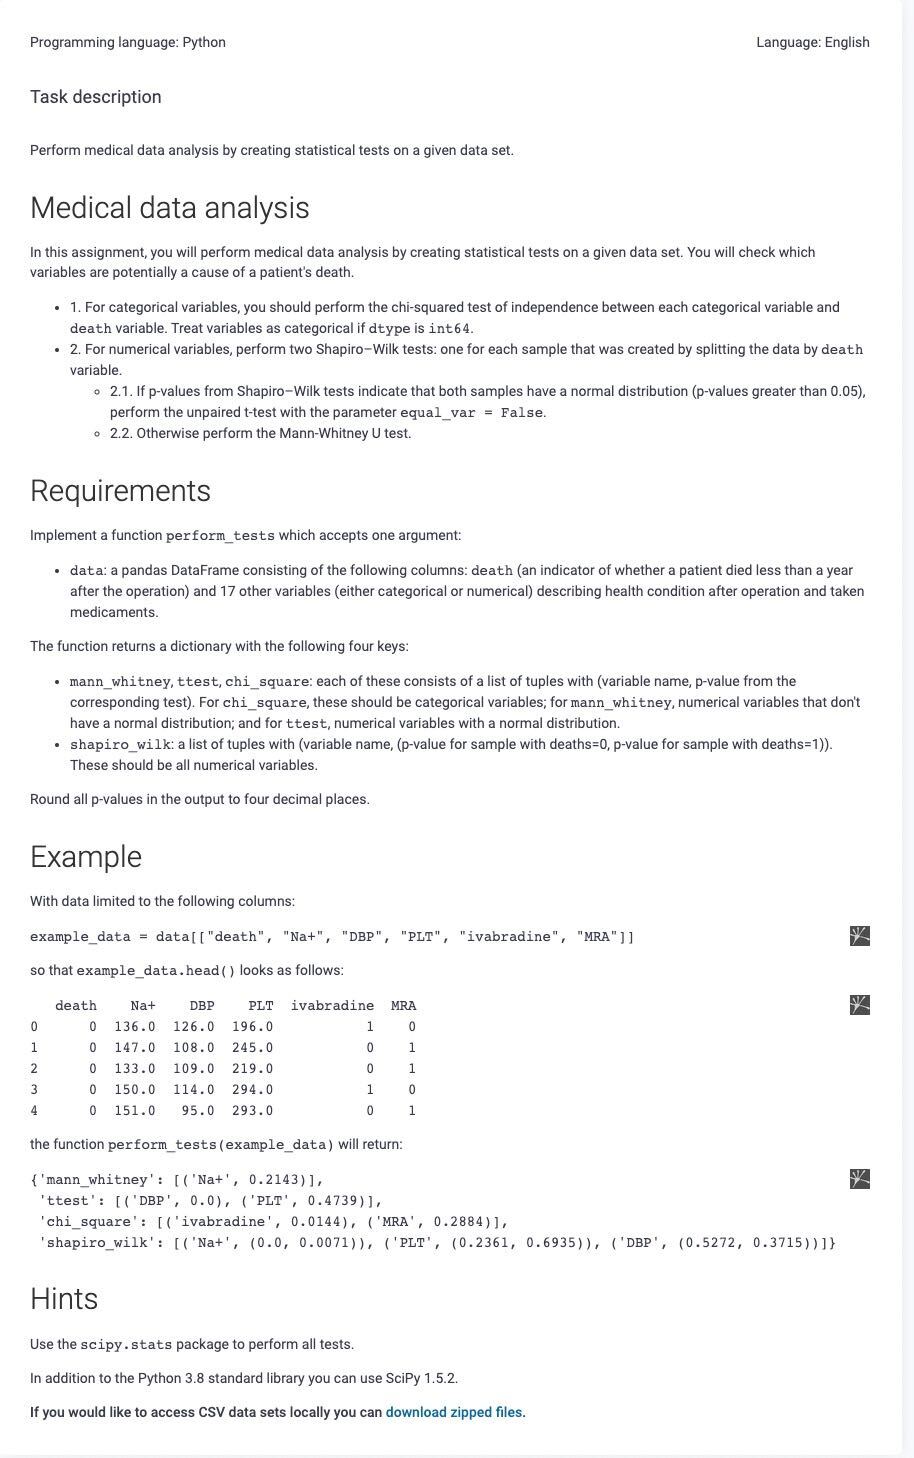 Programming language: Python
Language: English
Task description
Perform medical data analysis by creating statistical tests on a given data set.
Medical data analysis
In this assignment, you will perform medical data analysis by creating statistical tests on a given data set. You will check which
variables are potentially a cause of a patient's death.
• 1. For categorical variables, you should perform the chi-squared test of independence between each categorical variable and
death variable. Treat variables as categorical if dtype is int64.
• 2. For numerical variables, perform two Shapiro–Wilk tests: one for each sample that was created by splitting the data by death
variable.
◦ 2.1. If p-values from Shapiro–Wilk tests indicate that both samples have a normal distribution (p-values greater than 0.05),
perform the unpaired t-test with the parameter equal_var = False.
◦ 2.2. Otherwise perform the Mann-Whitney U test.
Requirements
Implement a function perform_tests which accepts one argument:
• data: a pandas DataFrame consisting of the following columns: death (an indicator of whether a patient died less than a year
after the operation) and 17 other variables (either categorical or numerical) describing health condition after operation and taken
medicaments.
The function returns a dictionary with the following four keys:
• mann_whitney, ttest, chi_square: each of these consists of a list of tuples with (variable name, p-value from the
corresponding test). For chi_square, these should be categorical variables; for mann_whitney, numerical variables that don't
have a normal distribution; and for ttest, numerical variables with a normal distribution.
• shapiro_wilk: a list of tuples with (variable name, (p-value for sample with deaths=0, p-value for sample with deaths=1)).
These should be all numerical variables.
Round all p-values in the output to four decimal places.
Example
With data limited to the following columns:
example_data = data[["death", "Na+", "DBP", "PLT", "ivabradine", "MRA"]]
so that example_data.head() looks as follows:
death Na+ DBP PLT ivabradine MRA
0 0 136.0 126.0 196.0 1 0
1 0 147.0 108.0 245.0 0 1
2 0 133.0 109.0 219.0 0 1
3 0 150.0 114.0 294.0 1 0
4 0 151.0 95.0 293.0 0 1
the function perform_tests(example_data) will return:
{'mann_whitney': [('Na+', 0.2143)],
'ttest': [('DBP', 0.0), ('PLT', 0.4739)],
'chi_square': [('ivabradine', 0.0144), ('MRA', 0.2884)],
'shapiro_wilk': [('Na+', (0.0, 0.0071)), ('PLT', (0.2361, 0.6935)), ('DBP', (0.5272, 0.3715))]}
Hints
Use the scipy.stats package to perform all tests.
In addition to the Python 3.8 standard library you can use SciPy 1.5.2.
If you would like to access CSV data sets locally you can download zipped files.